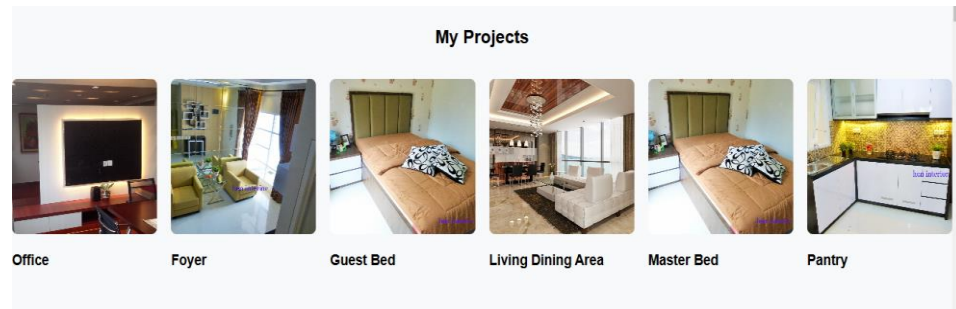 My Projects
Office
Foyer
Guest Bed
Living Dining Area
Master Bed
Pantry